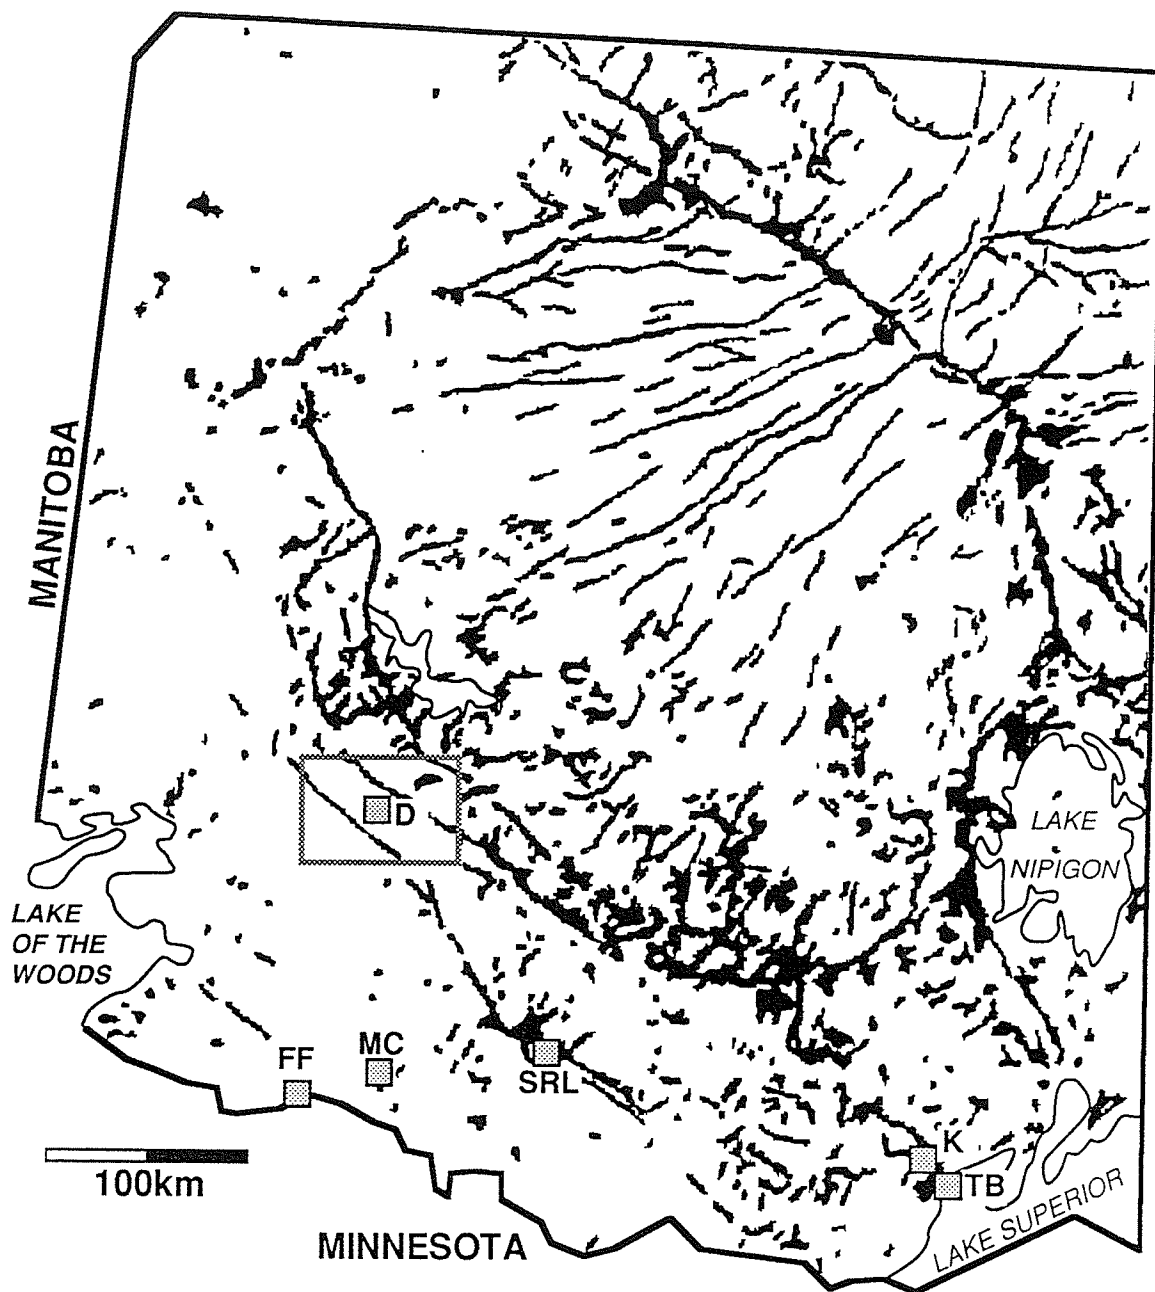 MANITOBA
D
LAKE
NIPIGON
LAKE
OF THE
WOODS
FF
MC
SRL
K
TB
100km
LAKE SUPERIOR
MINNESOTA